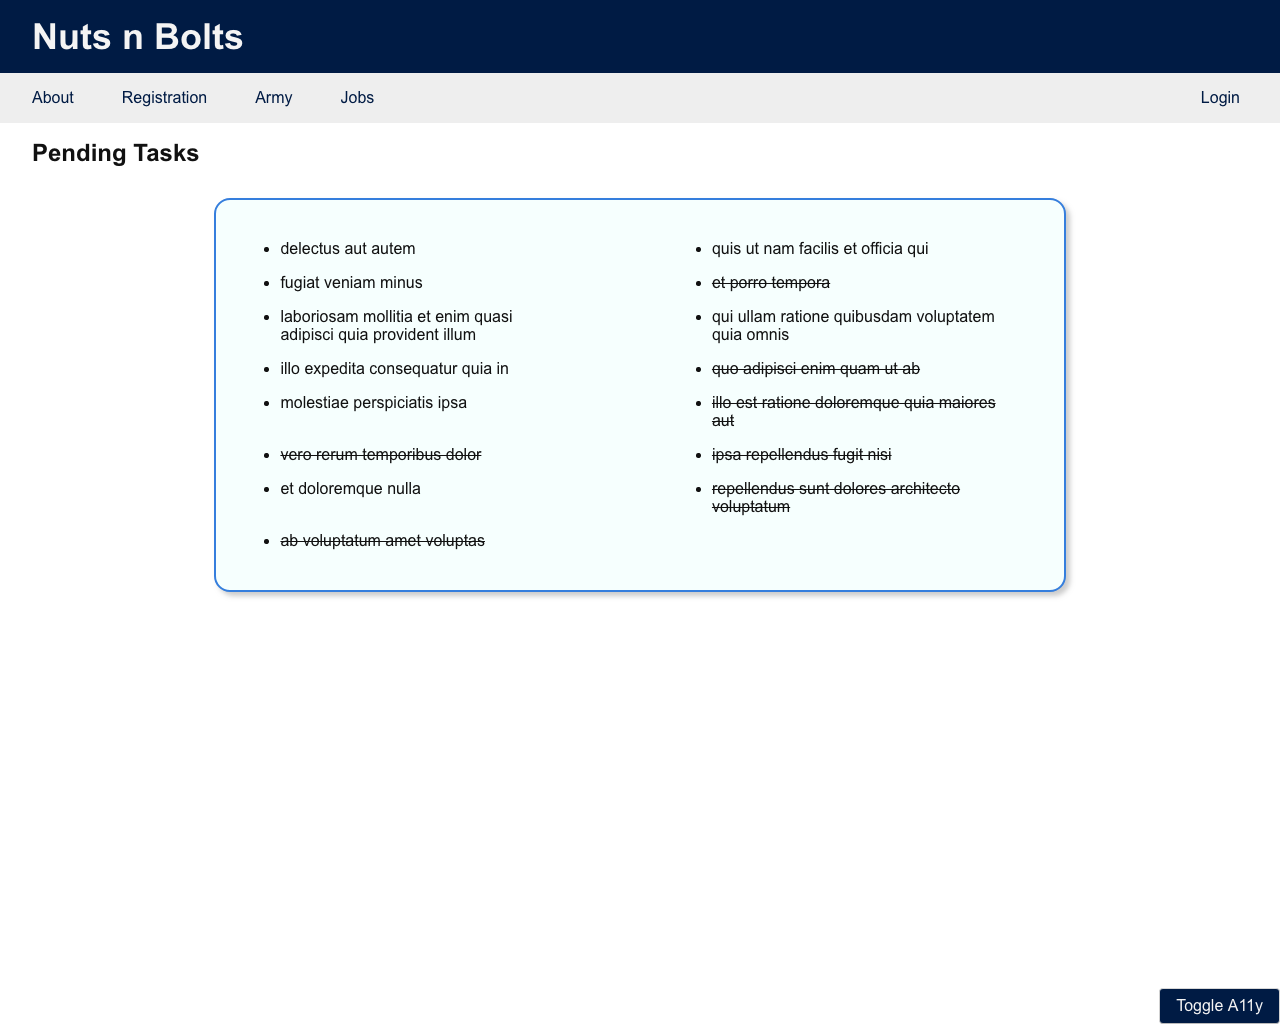 Nuts n Bolts
About Registration Army Jobs Login
Pending Tasks
delectus aut autem
quis ut nam facilis et officia qui
fugiat veniam minus
et porro tempora
laboriosam mollitia et enim quasi
adipisci quia provident illum
qui ullam ratione quibusdam voluptatem
quia omnis
illo expedita consequatur quia in
quo adipisci enim quam ut ab
molestiae perspiciatis ipsa
illo est ratione doloremque quia maiores
aut
vero rerum temporibus dolor
ipsa repellendus fugit nisi
et doloremque nulla
repellendus sunt dolores architecto
voluptatum
ab voluptatum amet voluptas
Toggle A11y